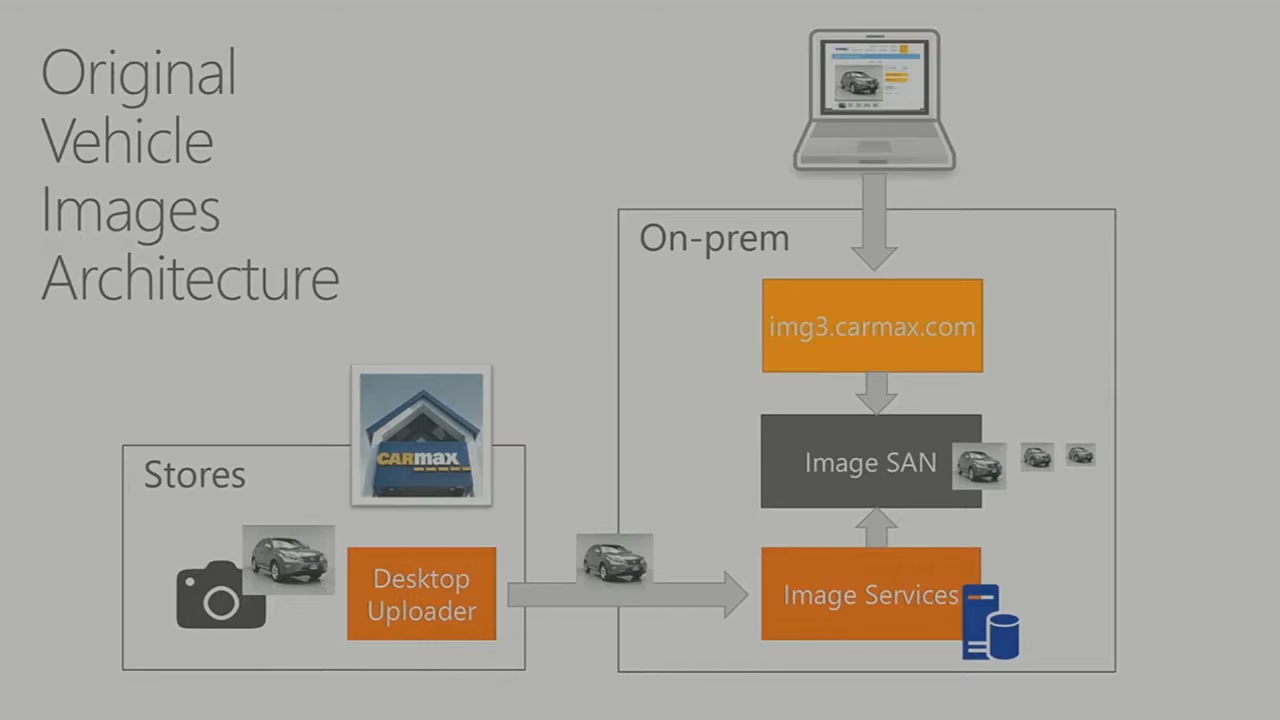 Original
Vehicle
Images
Architecture
On-prem
img3.carmax.com
Image SAN
Stores
CARMAX
Desktop
Uploader
Image Services